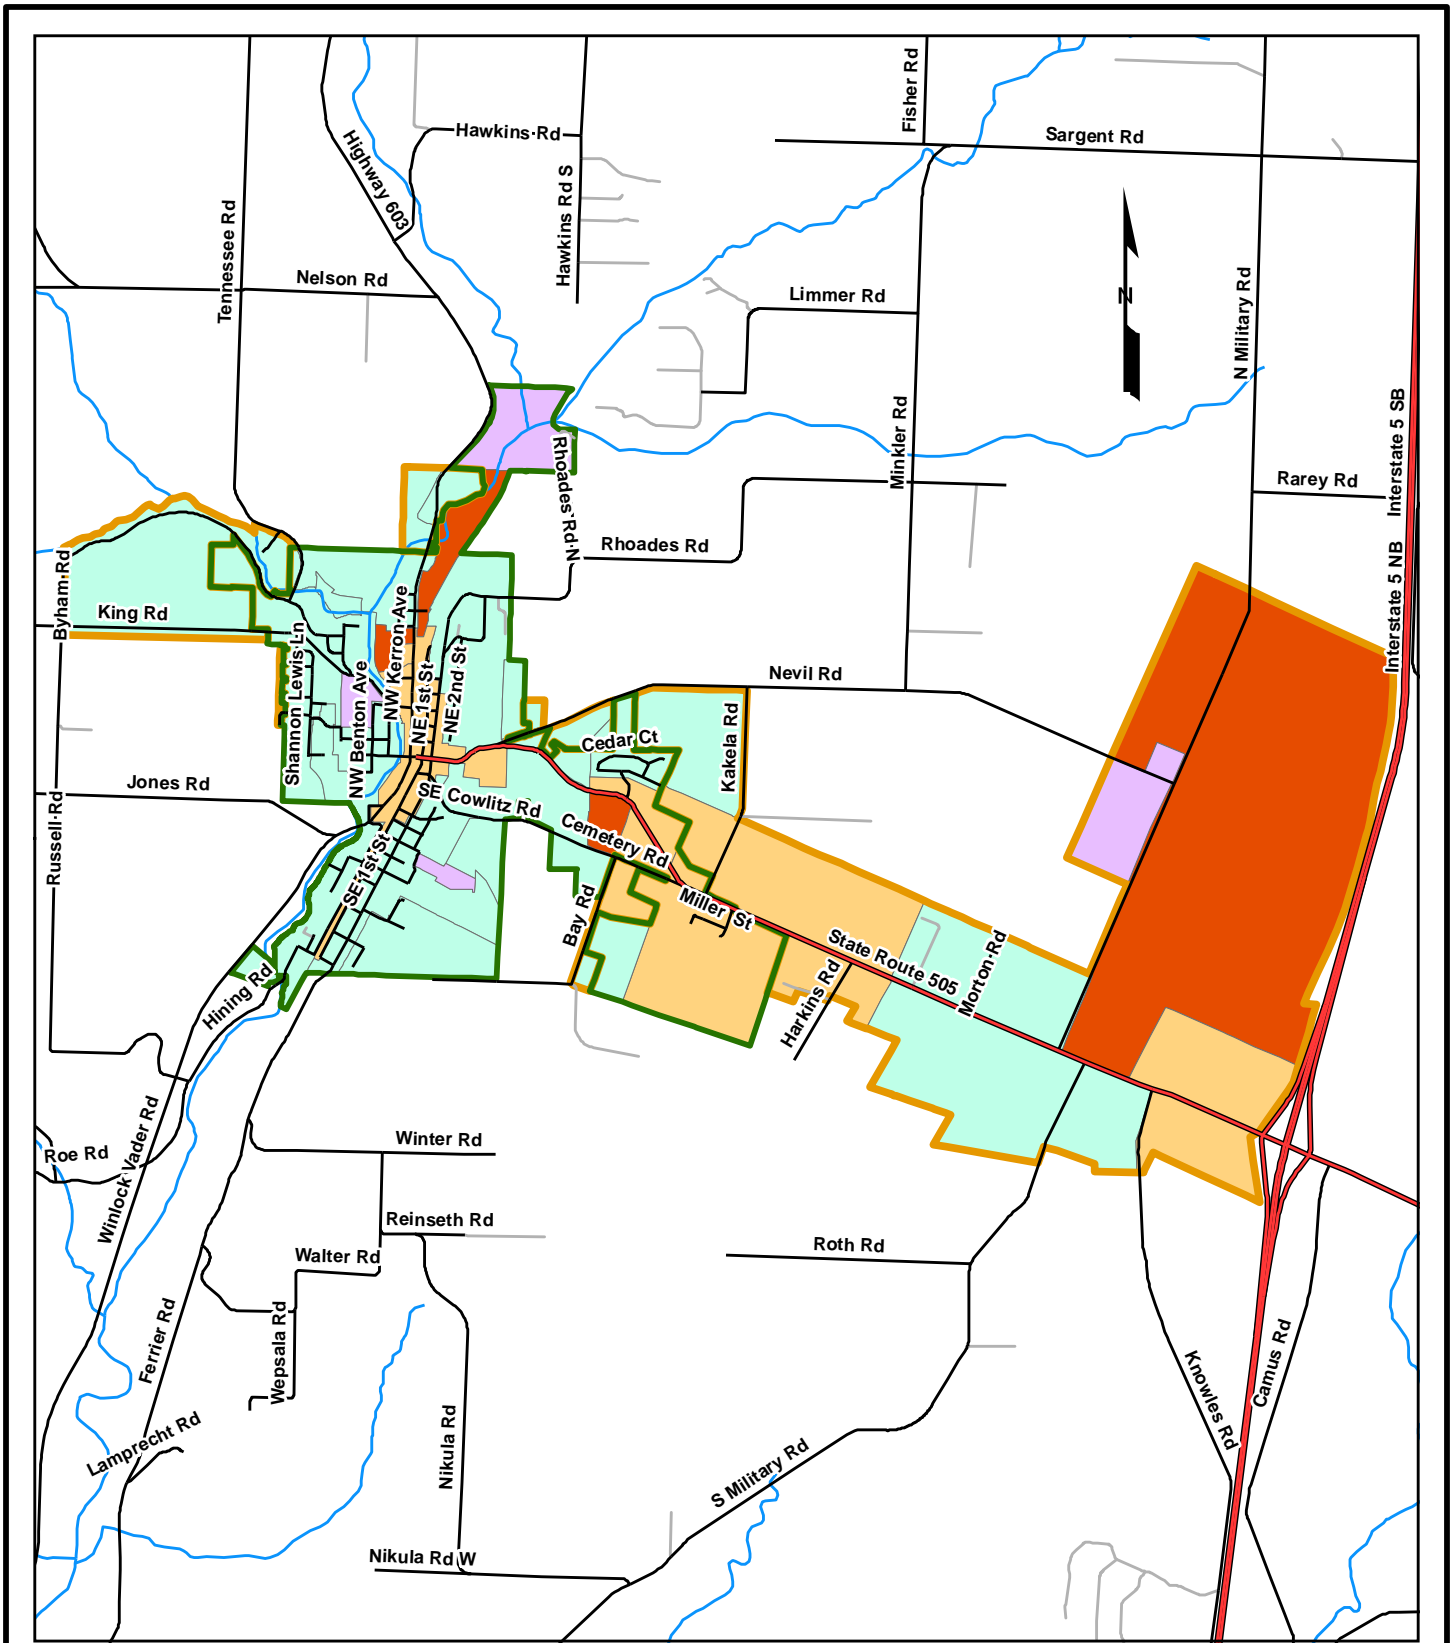 Fisher Rd
Hawkins Rd
Sargent Rd
Highway 603
Hawkins Rd S
Tennessee Rd
Nelson Rd
Limmer Rd
N
N Military Rd
Interstate 5 SB
Minkler Rd
Rarey Rd
Rhoades Rd N
Rhoades Rd
Interstate 5 NB
Byham Rd
King Rd
Shannon Lewis Ln
NW Kerron Ave
NW Benton Ave
NE 1st St
NE 2nd St
Nevil Rd
Kakela Rd
Cedar Ct
Jones Rd
SE Cowlitz Rd
Russell Rd
Cemetery Rd
SE 1st St
Bay Rd
Miller St
State Route 505
Morton Rd
Harkins Rd
Hining Rd
Winlock Vader Rd
Roe Rd
Winter Rd
Reinseth Rd
Walter Rd
Roth Rd
Ferrier Rd
Wepsala Rd
Camus Rd
Knowles Rd
Lamprecht Rd
Nikula Rd
S Military Rd
Nikula Rd W